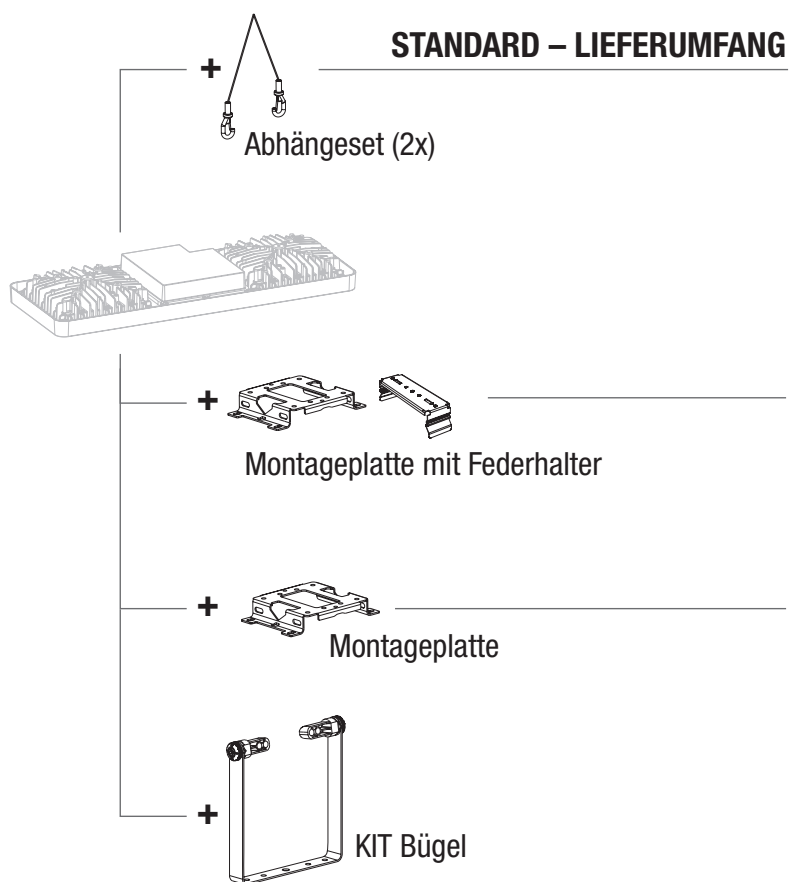 STANDARD – LIEFERUMFANG
+
Abhängeset (2x)
+
Montageplatte mit Federhalter
+
Montageplatte
+
KIT Bügel